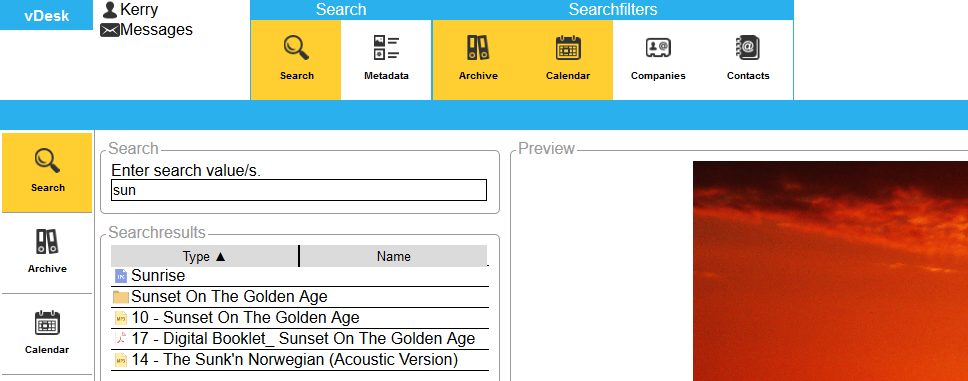 vDesk
Kerry
Messages
Search
Searchfilters
Search
Metadata
Archive
Calendar
Companies
Contacts
Search
Archive
Calendar
Search
Enter search value/s.
sun
Searchresults
Type ▲ Name
Sunrise
Sunset On The Golden Age
10 - Sunset On The Golden Age
17 - Digital Booklet_ Sunset On The Golden Age
14 - The Sunk'n Norwegian (Acoustic Version)
Preview